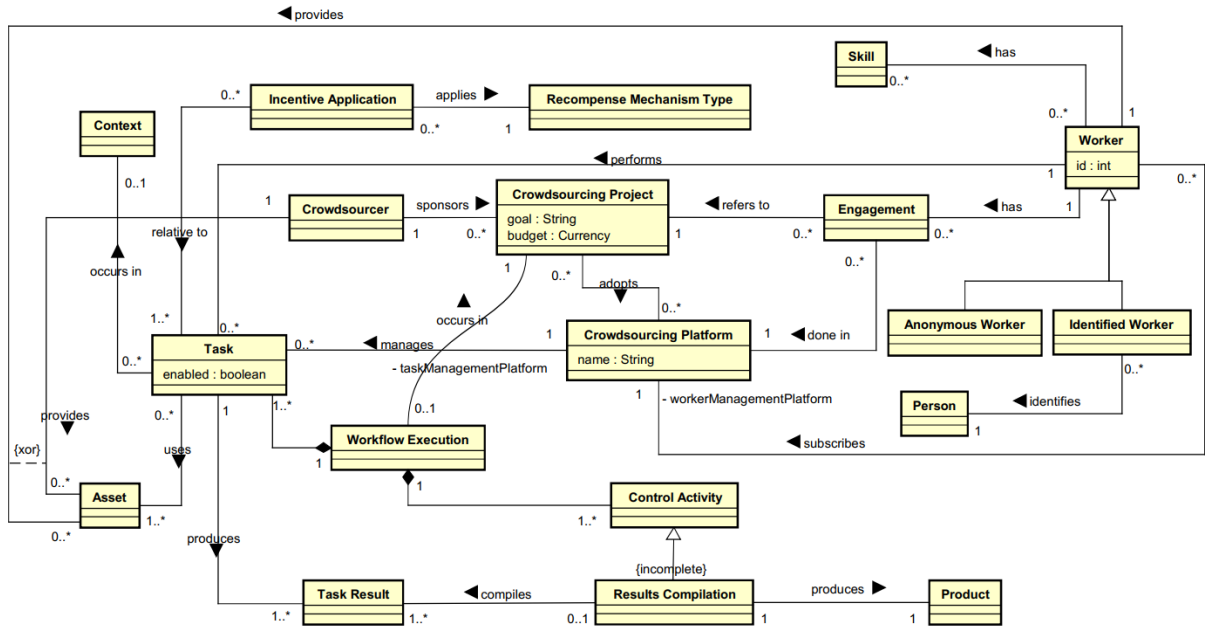 ◀ provides
1
Skill
◀ has
0..*
0..*
Incentive Application
applies ▶
Recompense Mechanism Type
0..*
0..*
1
Context
0..1
Worker
id : int
◀ performs
1
1
0..*
1
Crowdsourcer
sponsors ▶
1
0..*
Crowdsourcing Project
goal : String
budget : Currency
◀ refers to
1
0..*
Engagement
◀ has
0..*
relative to
occurs in
1
0..*
0..*
adopts
occurs in
0..*
1..*
0..*
Task
enabled : boolean
0..*
0..*
◀ manages
1
- taskManagementPlatform
Crowdsourcing Platform
name : String
1
◀ done in
Anonymous Worker
Identified Worker
0..*
0..*
1
1..*
1
- workerManagementPlatform
Person
1
◀ identifies
provides
{xor}
uses
0..1
Workflow Execution
1
1
◀ subscribes
0..*
Asset
0..*
1..*
Control Activity
1..*
{incomplete}
produces
Task Result
1..*
1..*
◀ compiles
0..1
Results Compilation
1
produces ▶
1
Product